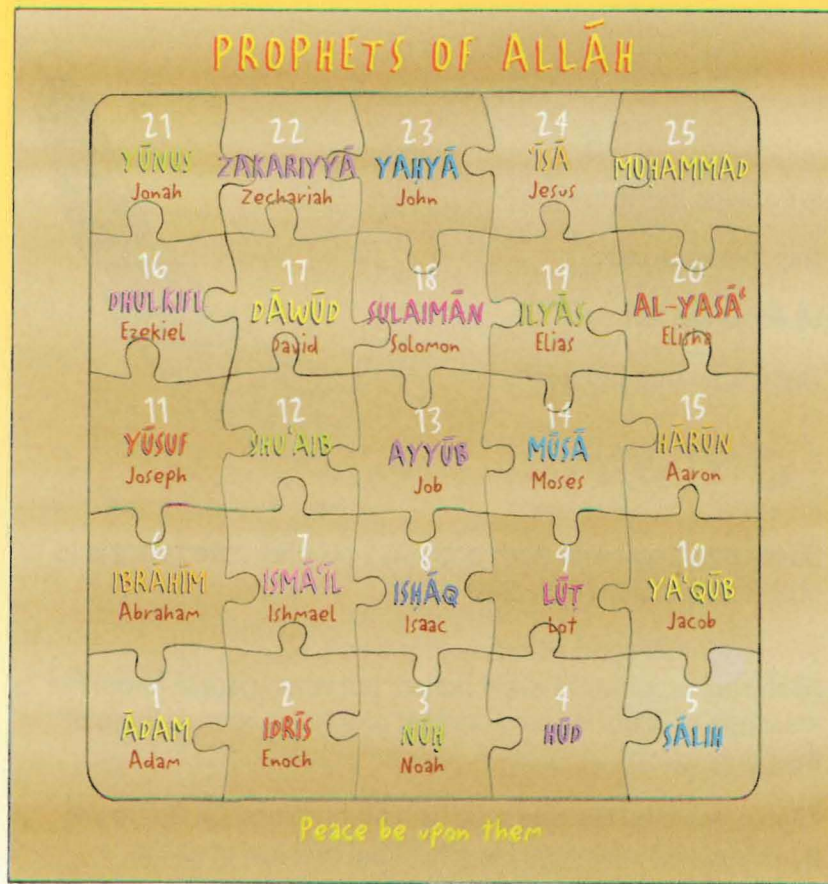 PROPHETS OF ALLĀH
21 22 23 24 25
YŪNUS ZAKARIYYĀ YAḤYĀ ʿĪSĀ MUḤAMMAD
Jonah Zechariah John Jesus
16 17 18 19 20
DHULKIFL DĀWŪD SULAIMĀN ILYĀS AL-YASĀʿ
Ezekiel David Solomon Elias Elisha
11 12 13 14 15
YŪSUF SHUʿAIB AYYŪB MŪSĀ HĀRŪN
Joseph Job Moses Aaron
6 7 8 9 10
IBRĀHĪM ISMĀʿĪL ISḤĀQ LŪṬ YAʿQŪB
Abraham Ishmael Isaac Lot Jacob
1 2 3 4 5
ĀDAM IDRĪS NŪḤ HŪD ṢĀLIḤ
Adam Enoch Noah
Peace be upon them